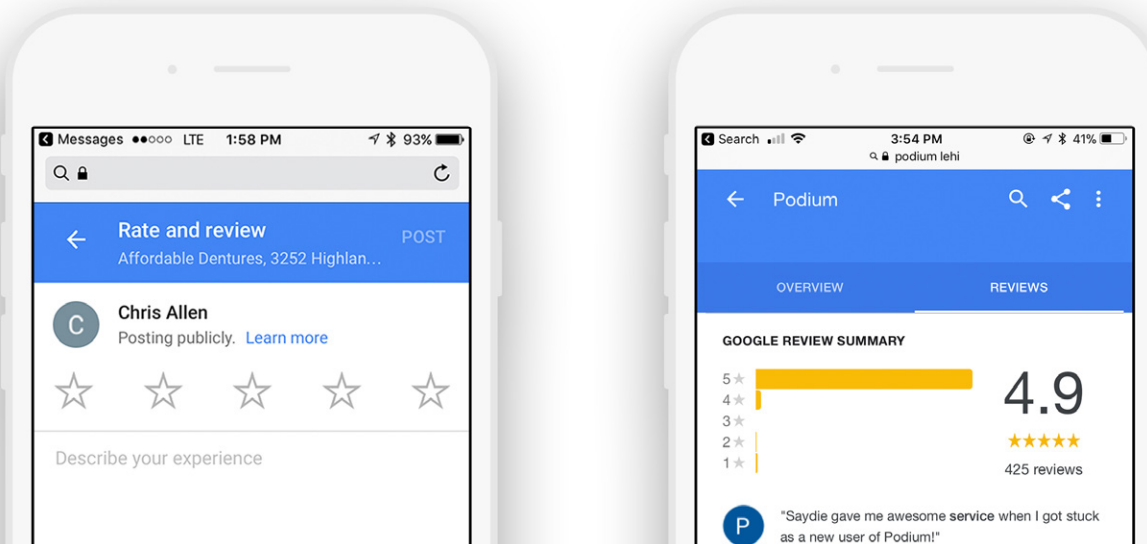 Messages LTE 1:58 PM 93%
Rate and review
POST
Affordable Dentures, 3252 Highlan...
C
Chris Allen
Posting publicly. Learn more
Describe your experience
Search 3:54 PM 41%
podium lehi
Podium
OVERVIEW REVIEWS
GOOGLE REVIEW SUMMARY
5
4
3
2
1
4.9
425 reviews
P
"Saydie gave me awesome service when I got stuck
as a new user of Podium!"